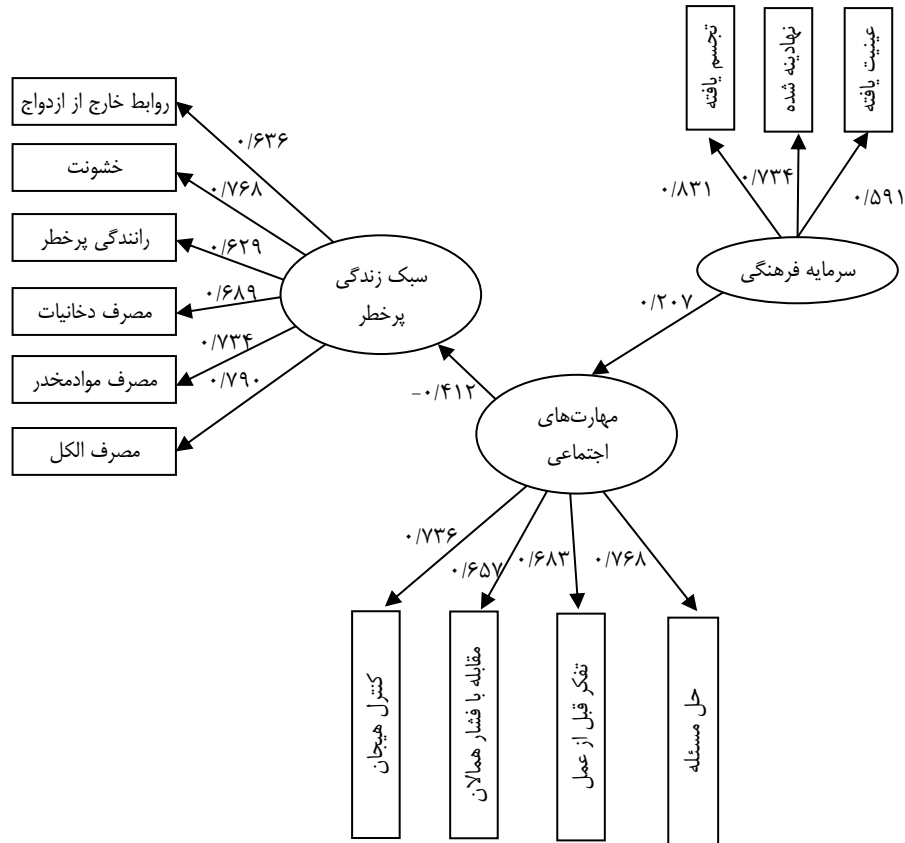 تجسم یافته
نهادینه شده
عینیت یافته
۰/۸۳۱
۰/۷۳۴
۰/۵۹۱
سرمایه فرهنگی
۰/۲۰۷
روابط خارج از ازدواج
خشونت
رانندگی پرخطر
مصرف دخانیات
مصرف موادمخدر
مصرف الکل
۰/۶۳۶
۰/۷۶۸
۰/۶۲۹
۰/۶۸۹
۰/۷۳۴
۰/۷۹۰
سبک زندگی
پرخطر
-۰/۴۱۲
مهارت‌های
اجتماعی
۰/۷۳۶
۰/۶۵۷
۰/۶۸۳
۰/۷۶۸
کنترل هیجان
مقابله با فشار همالان
تفکر قبل از عمل
حل مسئله